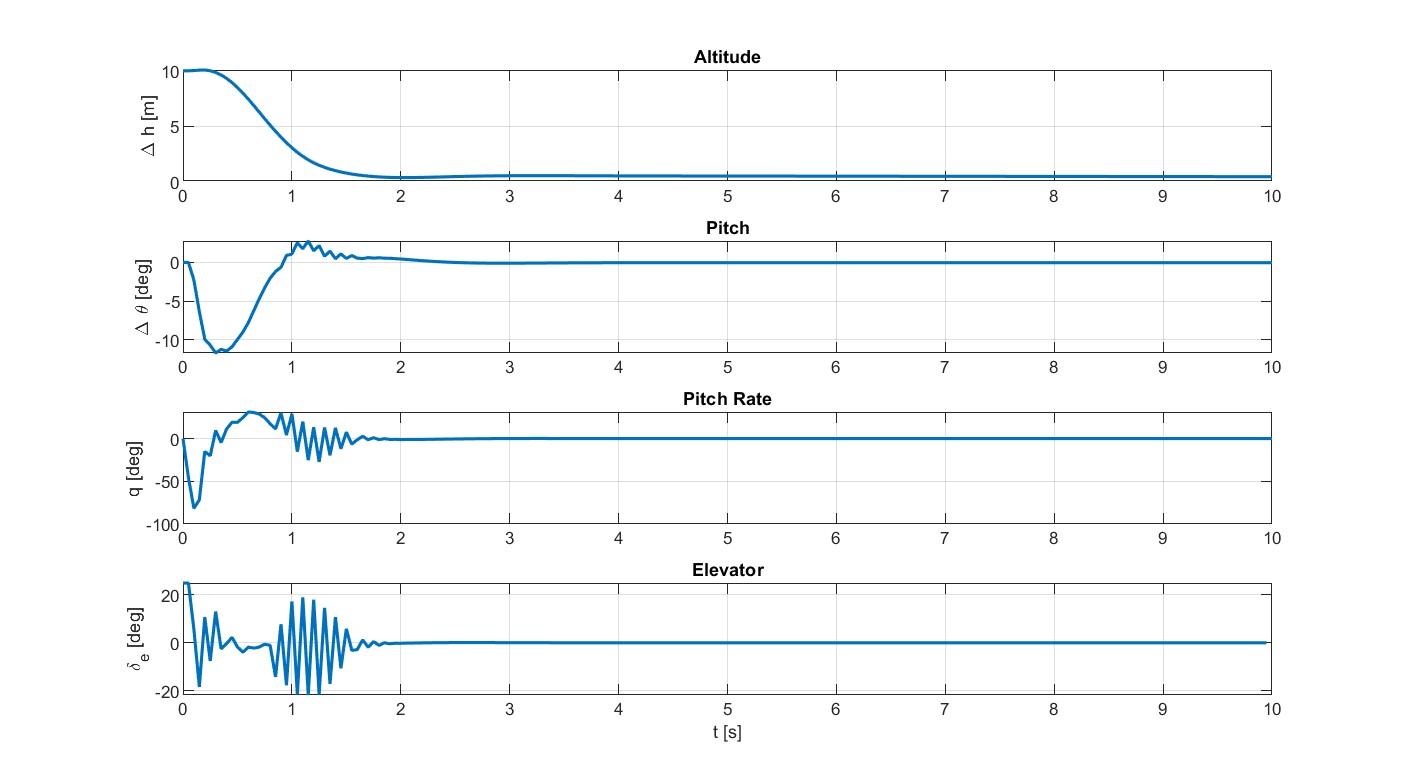 Altitude
Δ h [m]
10
5
0
0 1 2 3 4 5 6 7 8 9 10
Pitch
Δ θ [deg]
0
-5
-10
0 1 2 3 4 5 6 7 8 9 10
Pitch Rate
q [deg]
0
-50
-100
0 1 2 3 4 5 6 7 8 9 10
Elevator
δe [deg]
20
0
-20
0 1 2 3 4 5 6 7 8 9 10
t [s]